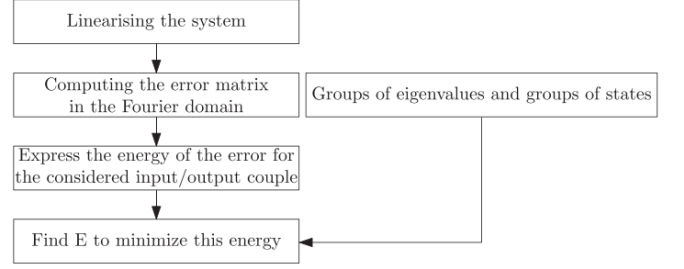 Linearising the system
Computing the error matrix
in the Fourier domain
Groups of eigenvalues and groups of states
Express the energy of the error for
the considered input/output couple
Find E to minimize this energy